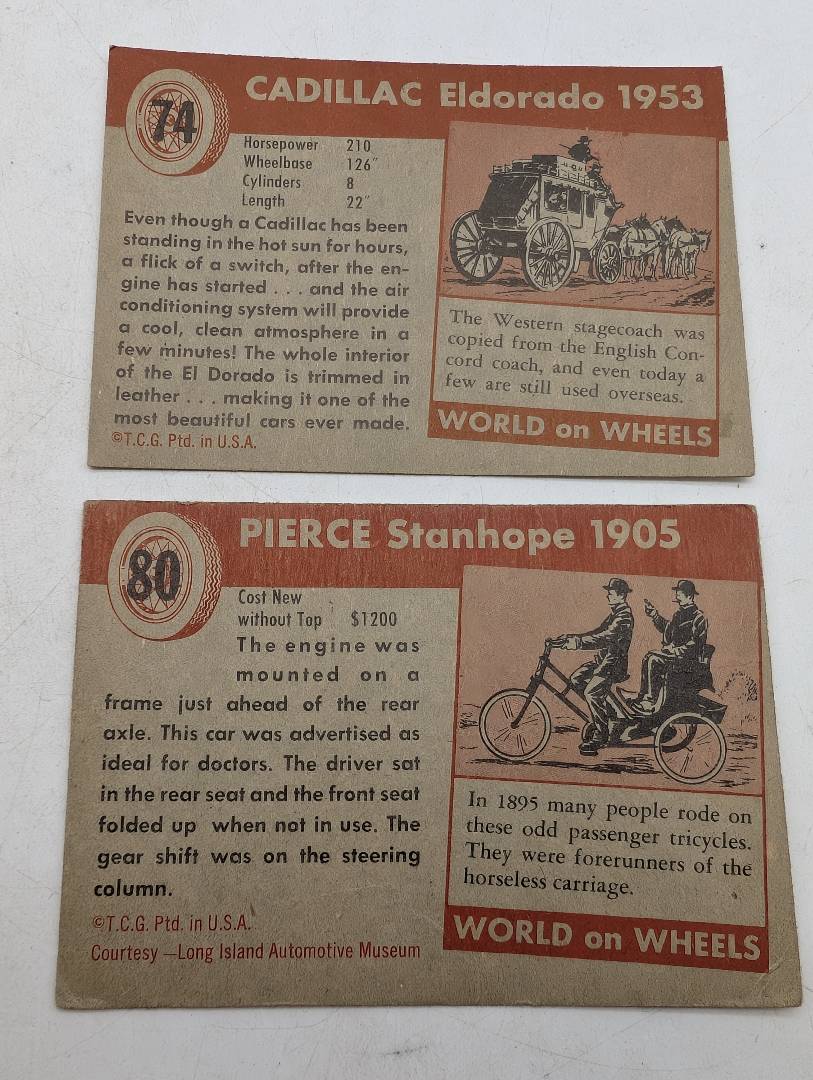 74
CADILLAC Eldorado 1953
Horsepower 210
Wheelbase 126"
Cylinders 8
Length 22"
Even though a Cadillac has been
standing in the hot sun for hours,
a flick of a switch, after the en-
gine has started . . . and the air
conditioning system will provide
a cool, clean atmosphere in a
few minutes! The whole interior
of the El Dorado is trimmed in
leather . . . making it one of the
most beautiful cars ever made.
©T.C.G. Ptd. in U.S.A.
The Western stagecoach was
copied from the English Con-
cord coach, and even today a
few are still used overseas.
WORLD on WHEELS
80
PIERCE Stanhope 1905
Cost New
without Top $1200
The engine was
mounted on a
frame just ahead of the rear
axle. This car was advertised as
ideal for doctors. The driver sat
in the rear seat and the front seat
folded up when not in use. The
gear shift was on the steering
column.
©T.C.G. Ptd. in U.S.A.
Courtesy —Long Island Automotive Museum
In 1895 many people rode on
these odd passenger tricycles.
They were forerunners of the
horseless carriage.
WORLD on WHEELS